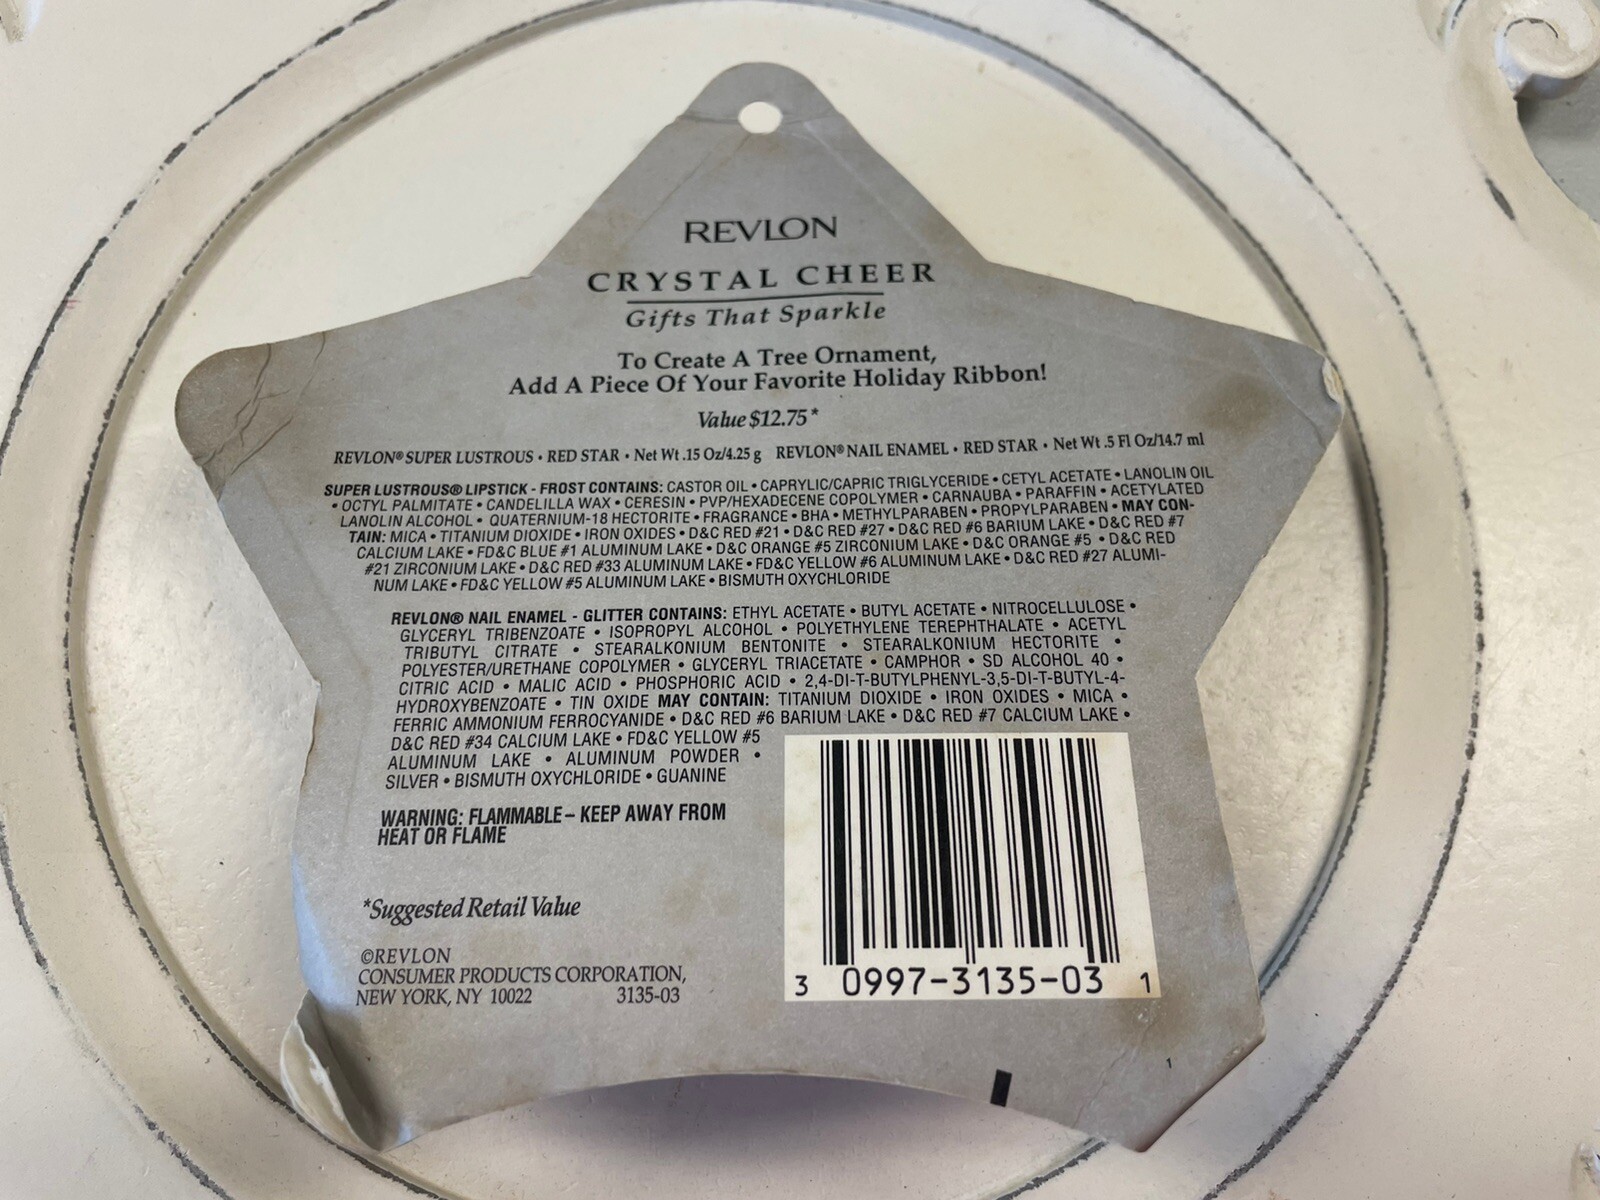 REVLON
CRYSTAL CHEER
Gifts That Sparkle
To Create A Tree Ornament,
Add A Piece Of Your Favorite Holiday Ribbon!
Value $12.75*
REVLON® SUPER LUSTROUS • RED STAR • Net Wt .15 Oz/4.25 g REVLON® NAIL ENAMEL • RED STAR • Net Wt .5 Fl Oz/14.7 ml
SUPER LUSTROUS® LIPSTICK - FROST CONTAINS: CASTOR OIL • CAPRYLIC/CAPRIC TRIGLYCERIDE • CETYL ACETATE • LANOLIN OIL
• OCTYL PALMITATE • CANDELILLA WAX • CERESIN • PVP/HEXADECENE COPOLYMER • CARNAUBA • PARAFFIN • ACETYLATED
LANOLIN ALCOHOL • QUATERNIUM-18 HECTORITE • FRAGRANCE • BHA • METHYLPARABEN • PROPYLPARABEN • MAY CON-
TAIN: MICA • TITANIUM DIOXIDE • IRON OXIDES • D&C RED #21 • D&C RED #27 • D&C RED #6 BARIUM LAKE • D&C RED #7
CALCIUM LAKE • FD&C BLUE #1 ALUMINUM LAKE • D&C ORANGE #5 ZIRCONIUM LAKE • D&C ORANGE #5 • D&C RED
#21 ZIRCONIUM LAKE • D&C RED #33 ALUMINUM LAKE • FD&C YELLOW #6 ALUMINUM LAKE • D&C RED #27 ALUMI-
NUM LAKE • FD&C YELLOW #5 ALUMINUM LAKE • BISMUTH OXYCHLORIDE
REVLON® NAIL ENAMEL - GLITTER CONTAINS: ETHYL ACETATE • BUTYL ACETATE • NITROCELLULOSE •
GLYCERYL TRIBENZOATE • ISOPROPYL ALCOHOL • POLYETHYLENE TEREPHTHALATE • ACETYL
TRIBUTYL CITRATE • STEARALKONIUM BENTONITE • STEARALKONIUM HECTORITE •
POLYESTER/URETHANE COPOLYMER • GLYCERYL TRIACETATE • CAMPHOR • SD ALCOHOL 40 •
CITRIC ACID • MALIC ACID • PHOSPHORIC ACID • 2,4-DI-T-BUTYLPHENYL-3,5-DI-T-BUTYL-4-
HYDROXYBENZOATE • TIN OXIDE MAY CONTAIN: TITANIUM DIOXIDE • IRON OXIDES • MICA •
FERRIC AMMONIUM FERROCYANIDE • D&C RED #6 BARIUM LAKE • D&C RED #7 CALCIUM LAKE •
D&C RED #34 CALCIUM LAKE • FD&C YELLOW #5
ALUMINUM LAKE • ALUMINUM POWDER •
SILVER • BISMUTH OXYCHLORIDE • GUANINE
WARNING: FLAMMABLE – KEEP AWAY FROM
HEAT OR FLAME
*Suggested Retail Value
©REVLON
CONSUMER PRODUCTS CORPORATION,
NEW YORK, NY 10022 3135-03
3 0997-3135-03 1
1